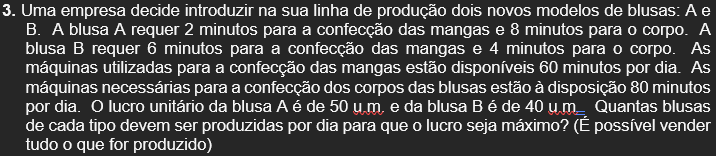 3. Uma empresa decide introduzir na sua linha de produção dois novos modelos de blusas: A e
B.  A blusa A requer 2 minutos para a confecção das mangas e 8 minutos para o corpo.  A
blusa B requer 6 minutos para a confecção das mangas e 4 minutos para o corpo.  As
máquinas utilizadas para a confecção das mangas estão disponíveis 60 minutos por dia.  As
máquinas necessárias para a confecção dos corpos das blusas estão à disposição 80 minutos
por dia.  O lucro unitário da blusa A é de 50 u.m. e da blusa B é de 40 u.m.  Quantas blusas
de cada tipo devem ser produzidas por dia para que o lucro seja máximo? (É possível vender
tudo o que for produzido)